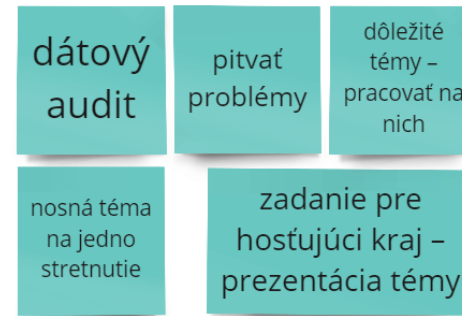 dátový
audit
pitvať
problémy
dôležité
témy –
pracovať na
nich
nosná téma
na jedno
stretnutie
zadanie pre
hosťujúci kraj –
prezentácia témy